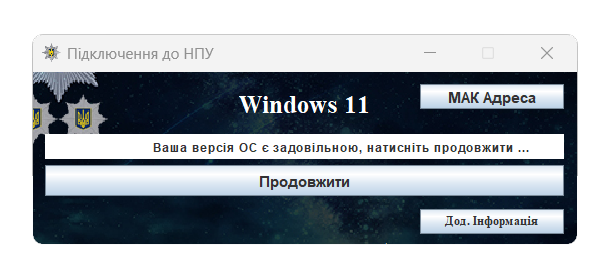 Підключення до НПУ
Windows 11
МАК Адреса
Ваша версія ОС є задовільною, натисніть продовжити ...
Продовжити
Дод. Інформація